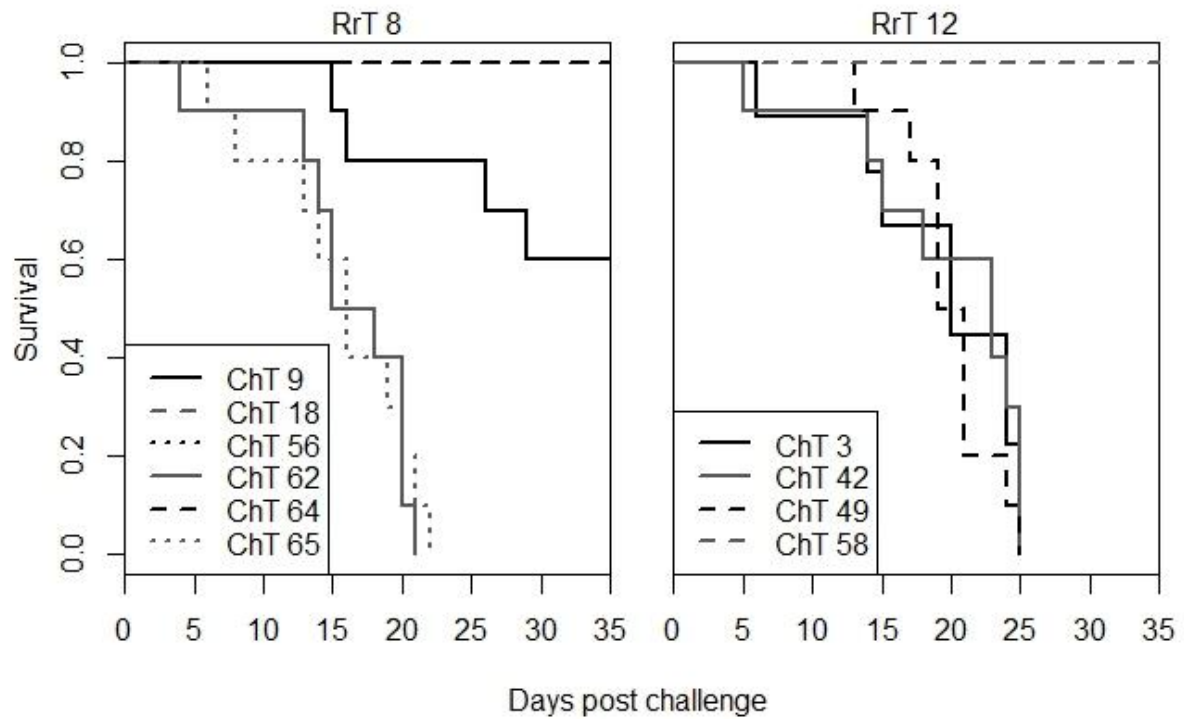 RrT 8
RrT 12
Survival
0.0 0.2 0.4 0.6 0.8 1.0
ChT 9
ChT 18
ChT 56
ChT 62
ChT 64
ChT 65
ChT 3
ChT 42
ChT 49
ChT 58
0 5 10 15 20 25 30 35
0 5 10 15 20 25 30 35
Days post challenge